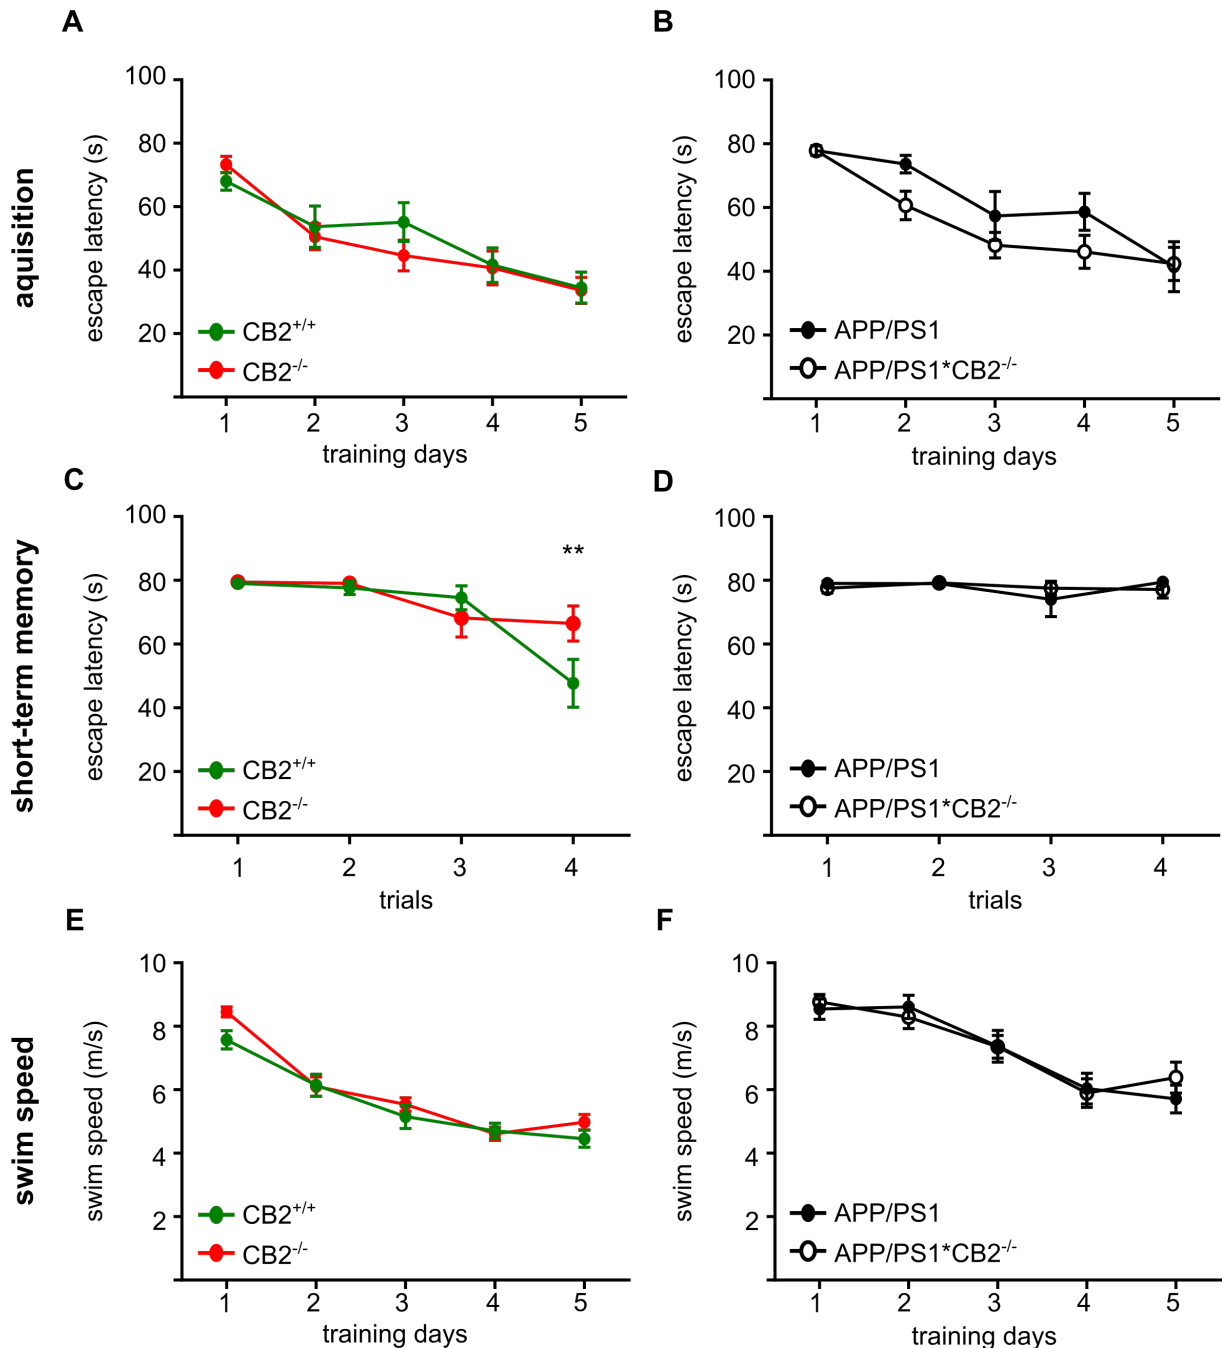 A
B
aquisition
escape latency (s)
100
80
60
40
20
CB2+/+
CB2-/-
1 2 3 4 5
training days
escape latency (s)
100
80
60
40
20
APP/PS1
APP/PS1*CB2-/-
1 2 3 4 5
training days
C
D
short-term memory
escape latency (s)
100
80
60
40
20
**
CB2+/+
CB2-/-
1 2 3 4
trials
escape latency (s)
100
80
60
40
20
APP/PS1
APP/PS1*CB2-/-
1 2 3 4
trials
E
F
swim speed
swim speed (m/s)
10
8
6
4
2
CB2+/+
CB2-/-
1 2 3 4 5
training days
swim speed (m/s)
10
8
6
4
2
APP/PS1
APP/PS1*CB2-/-
1 2 3 4 5
training days